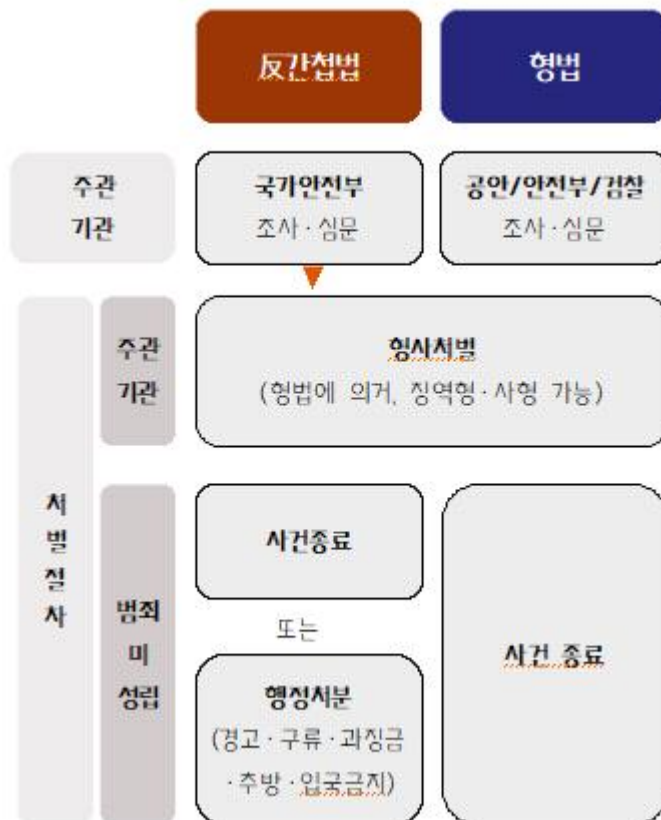 反간첩법
형법
주관
기관
국가안전부
조사·심문
공안/안전부/검찰
조사·심문
처
벌
절
차
주관
기관
형사처벌
(형법에 의거, 징역형·사형 가능)
범죄
미
성립
사건종료
또는
행정처분
(경고·구류·과징금
·추방·입국금지)
사건 종료